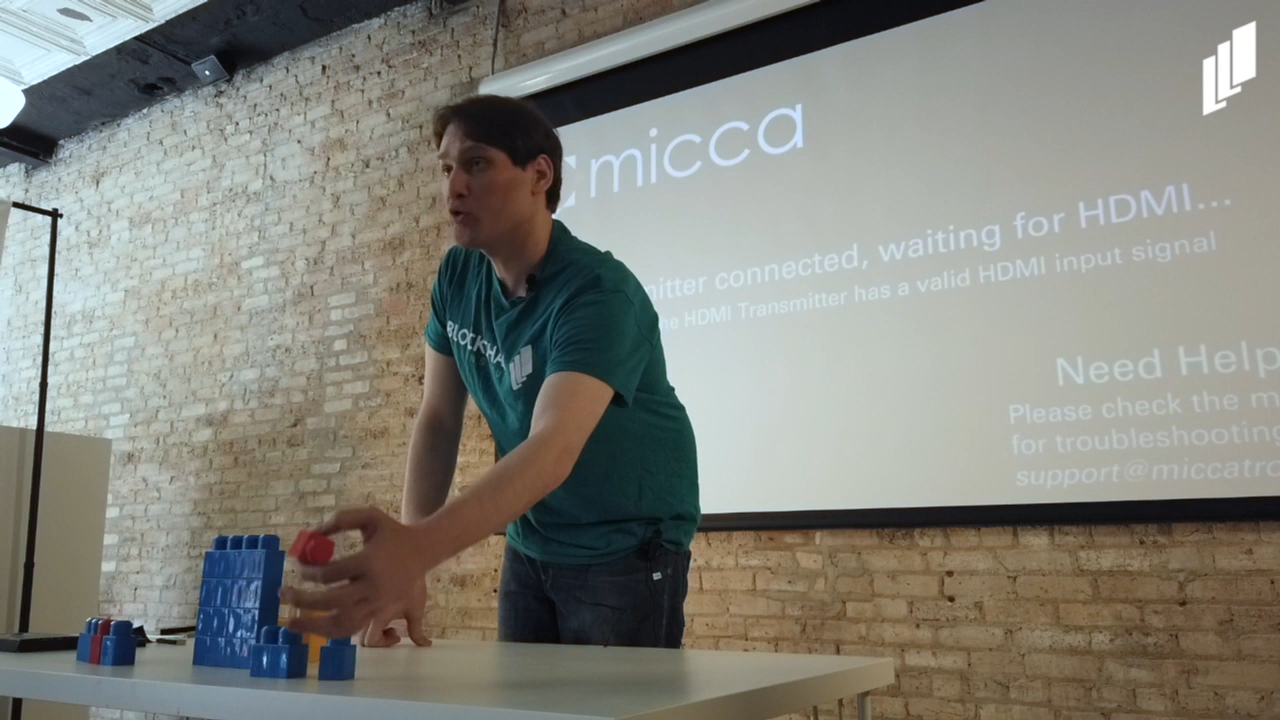 micca
mitter connected, waiting for HDMI...
he HDMI Transmitter has a valid HDMI input signal
Need Help
Please check the m
for troubleshooting
support@miccatro
BLOCKCHA